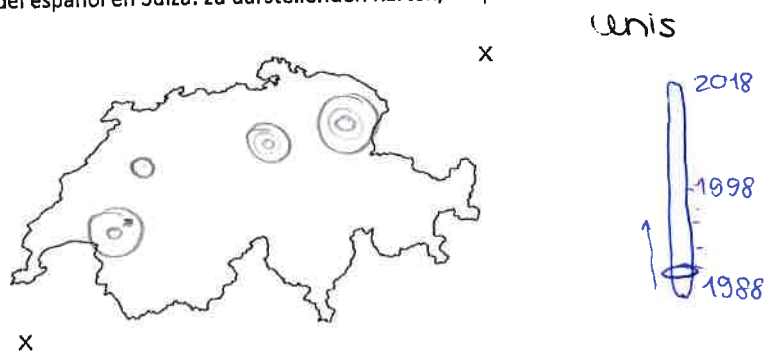 del español en Suiza: zu darstellenden Karten,
unis
x
2018
1998
1988
x